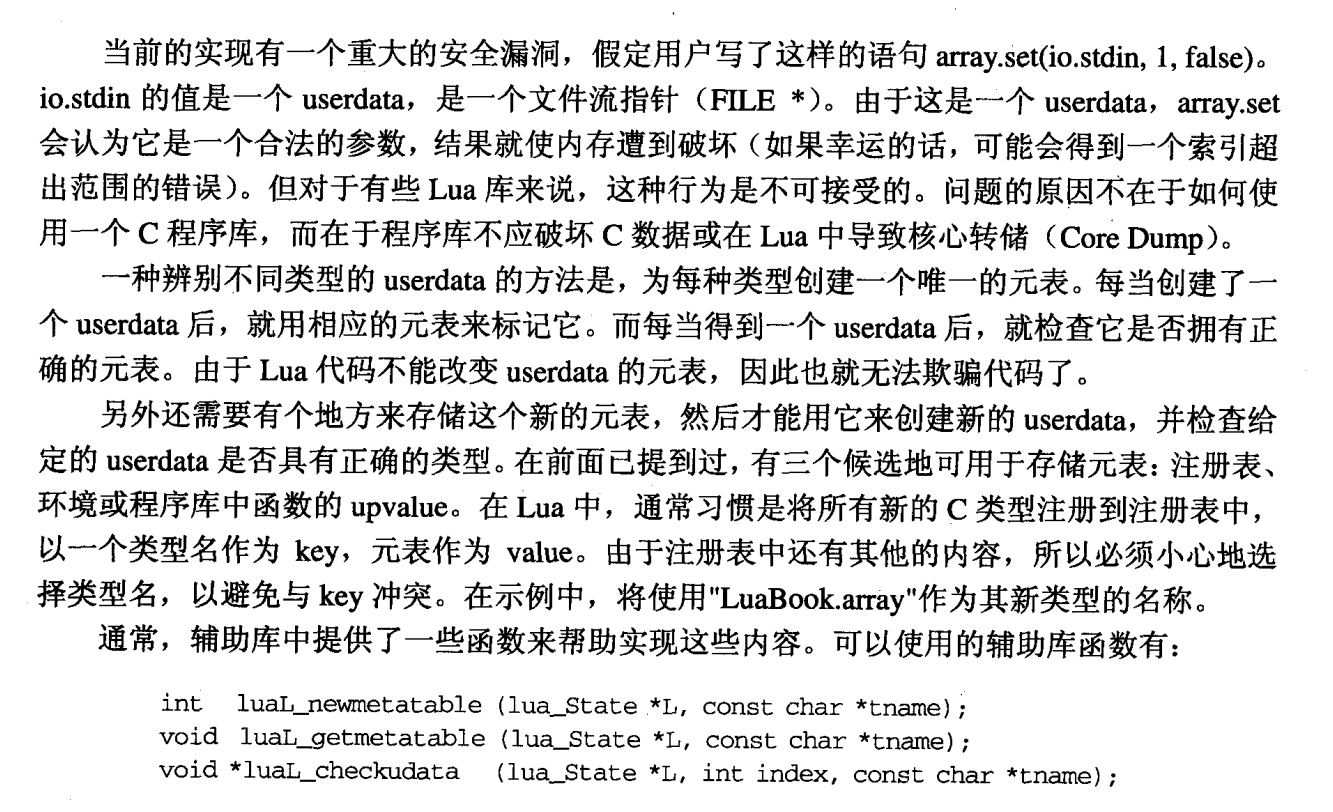 当前的实现有一个重大的安全漏洞，假定用户写了这样的语句 array.set(io.stdin, 1, false)。
io.stdin 的值是一个 userdata，是一个文件流指针（FILE *）。由于这是一个 userdata，array.set
会认为它是一个合法的参数，结果就使内存遭到破坏（如果幸运的话，可能会得到一个索引超
出范围的错误）。但对于有些 Lua 库来说，这种行为是不可接受的。问题的原因不在于如何使
用一个 C 程序库，而在于程序库不应破坏 C 数据或在 Lua 中导致核心转储（Core Dump）。
一种辨别不同类型的 userdata 的方法是，为每种类型创建一个唯一的元表。每当创建了一
个 userdata 后，就用相应的元表来标记它。而每当得到一个 userdata 后，就检查它是否拥有正
确的元表。由于 Lua 代码不能改变 userdata 的元表，因此也就无法欺骗代码了。
另外还需要有个地方来存储这个新的元表，然后才能用它来创建新的 userdata，并检查给
定的 userdata 是否具有正确的类型。在前面已提到过，有三个候选地可用于存储元表：注册表、
环境或程序库中函数的 upvalue。在 Lua 中，通常习惯是将所有新的 C 类型注册到注册表中，
以一个类型名作为 key，元表作为 value。由于注册表中还有其他的内容，所以必须小心地选
择类型名，以避免与 key 冲突。在示例中，将使用"LuaBook.array"作为其新类型的名称。
通常，辅助库中提供了一些函数来帮助实现这些内容。可以使用的辅助库函数有：
int luaL_newmetatable (lua_State *L, const char *tname);
void luaL_getmetatable (lua_State *L, const char *tname);
void *luaL_checkudata (lua_State *L, int index, const char *tname);